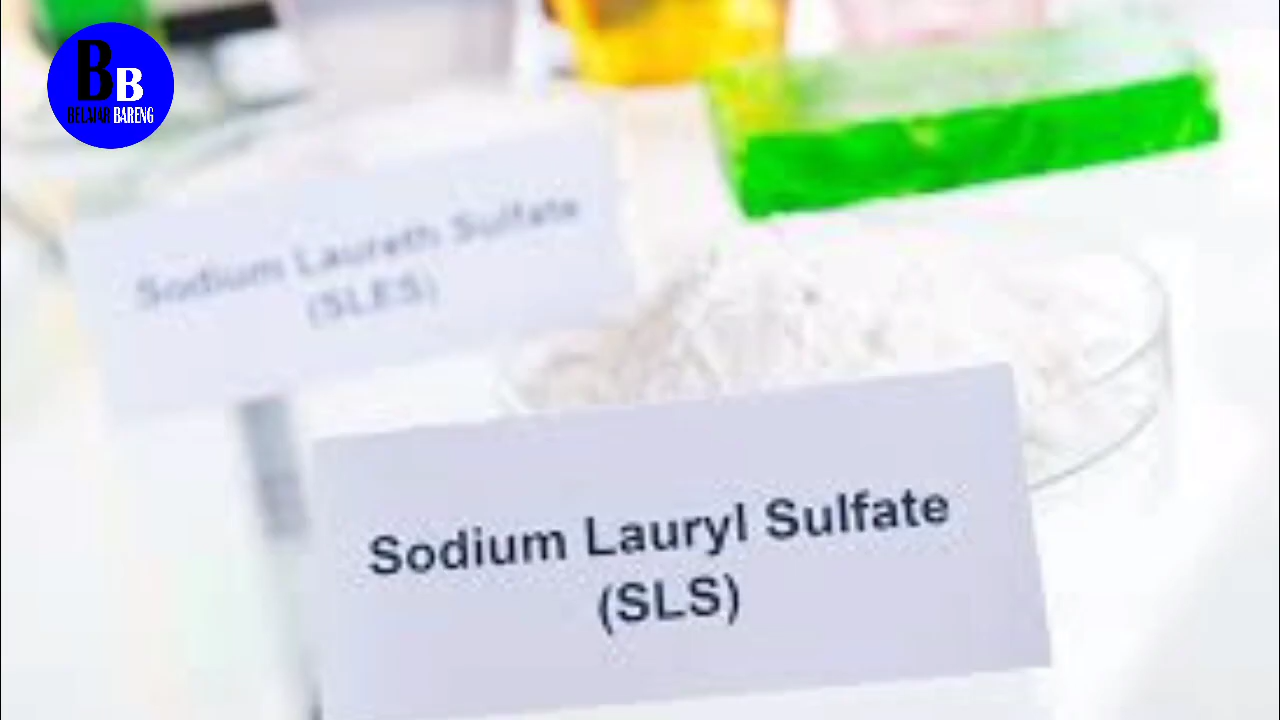 BB
BELAJAR BARENG
Sodium Laureth Sulfate
(SLES)
Sodium Lauryl Sulfate
(SLS)